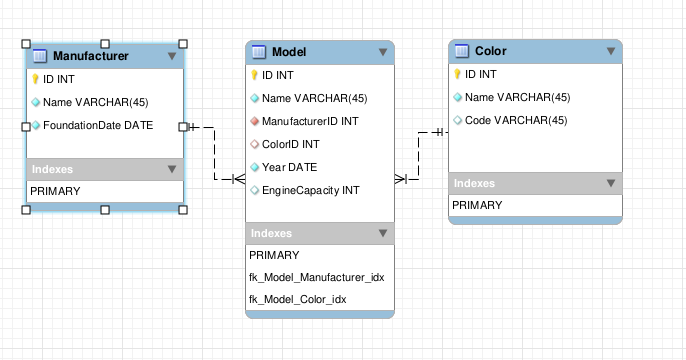 Manufacturer
ID INT
Name VARCHAR(45)
FoundationDate DATE
Indexes
PRIMARY
Model
ID INT
Name VARCHAR(45)
ManufacturerID INT
ColorID INT
Year DATE
EngineCapacity INT
Indexes
PRIMARY
fk_Model_Manufacturer_idx
fk_Model_Color_idx
Color
ID INT
Name VARCHAR(45)
Code VARCHAR(45)
Indexes
PRIMARY